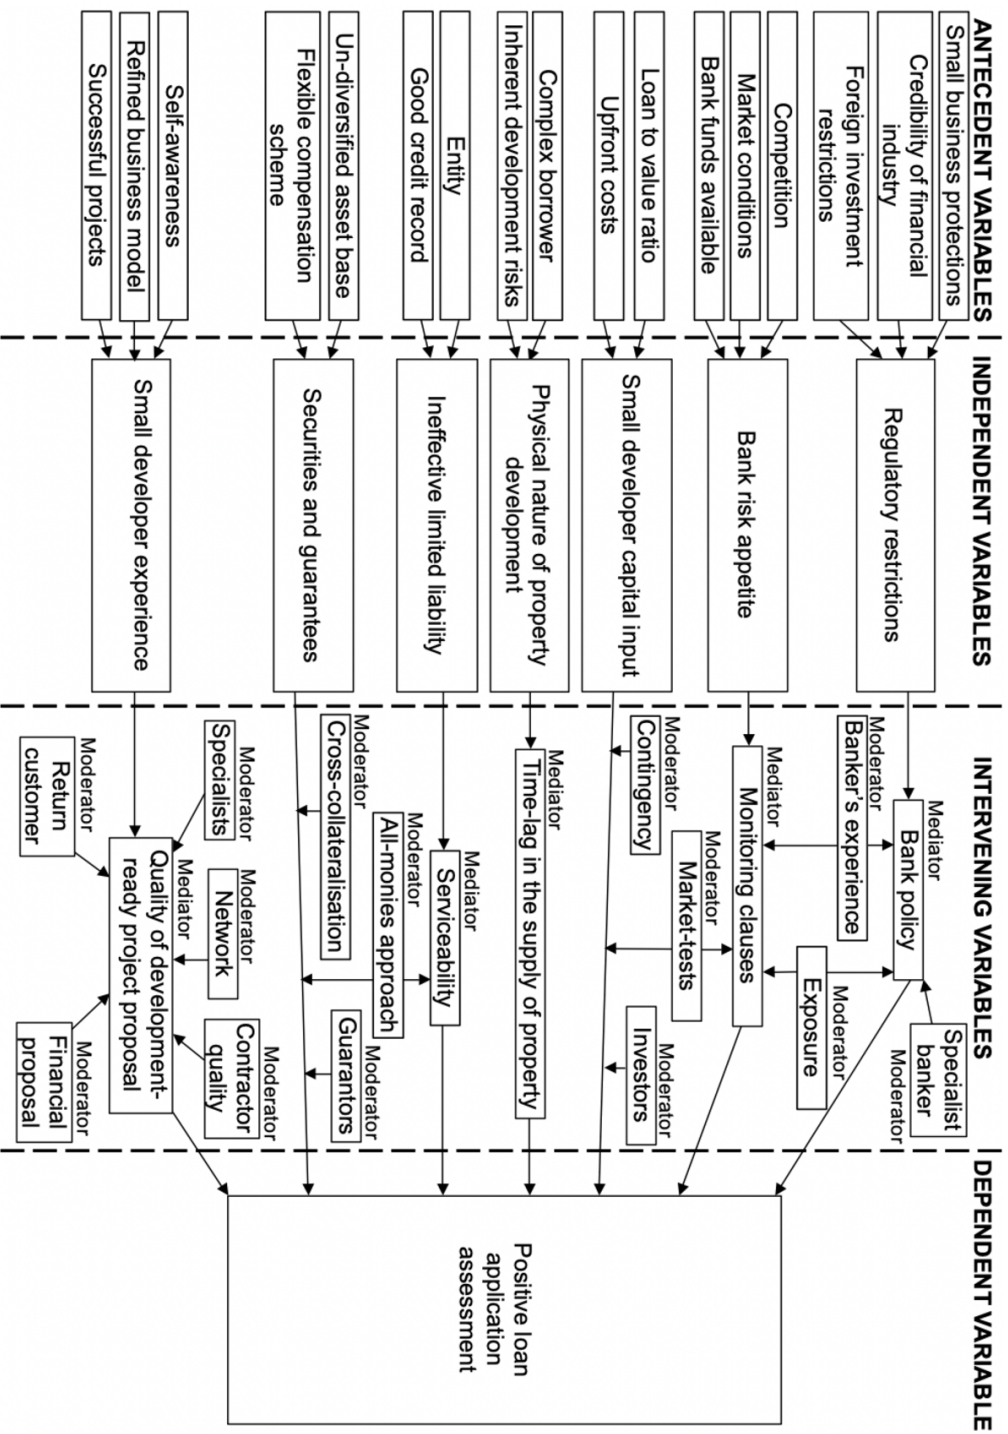 ANTECEDENT VARIABLES
Small business protections
Credibility of financial
industry
Foreign investment
restrictions
Competition
Market conditions
Bank funds available
Loan to value ratio
Upfront costs
Complex borrower
Inherent development risks
Entity
Good credit record
Un-diversified asset base
Flexible compensation
scheme
Self-awareness
Refined business model
Successful projects
INDEPENDENT VARIABLES
Regulatory restrictions
Bank risk appetite
Small developer capital input
Physical nature of property
development
Ineffective limited liability
Securities and guarantees
Small developer experience
INTERVENING VARIABLES
Mediator
Bank policy
Specialist
banker
Moderator
Moderator
Banker's experience
Moderator
Exposure
Mediator
Monitoring clauses
Moderator
Market-tests
Moderator
Contingency
Moderator
Investors
Mediator
Time-lag in the supply of property
Mediator
Serviceability
Moderator
All-monies approach
Moderator
Cross-collateralisation
Moderator
Guarantors
Moderator
Specialists
Moderator
Network
Moderator
Contractor
quality
Mediator
Quality of development-
ready project proposal
Moderator
Return
customer
Moderator
Financial
proposal
DEPENDENT VARIABLE
Positive loan
application
assessment